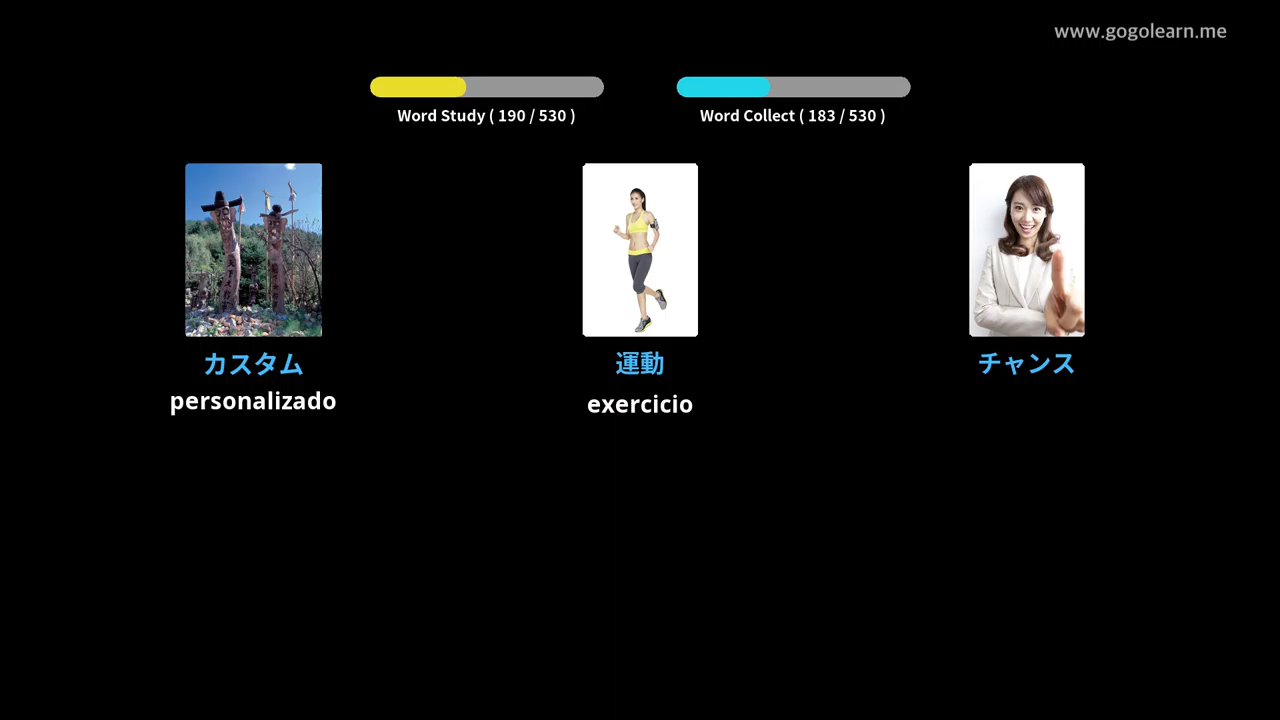 www.gogolearn.me
Word Study ( 190 / 530 )
Word Collect ( 183 / 530 )
カスタム
運動
チャンス
personalizado
exercicio